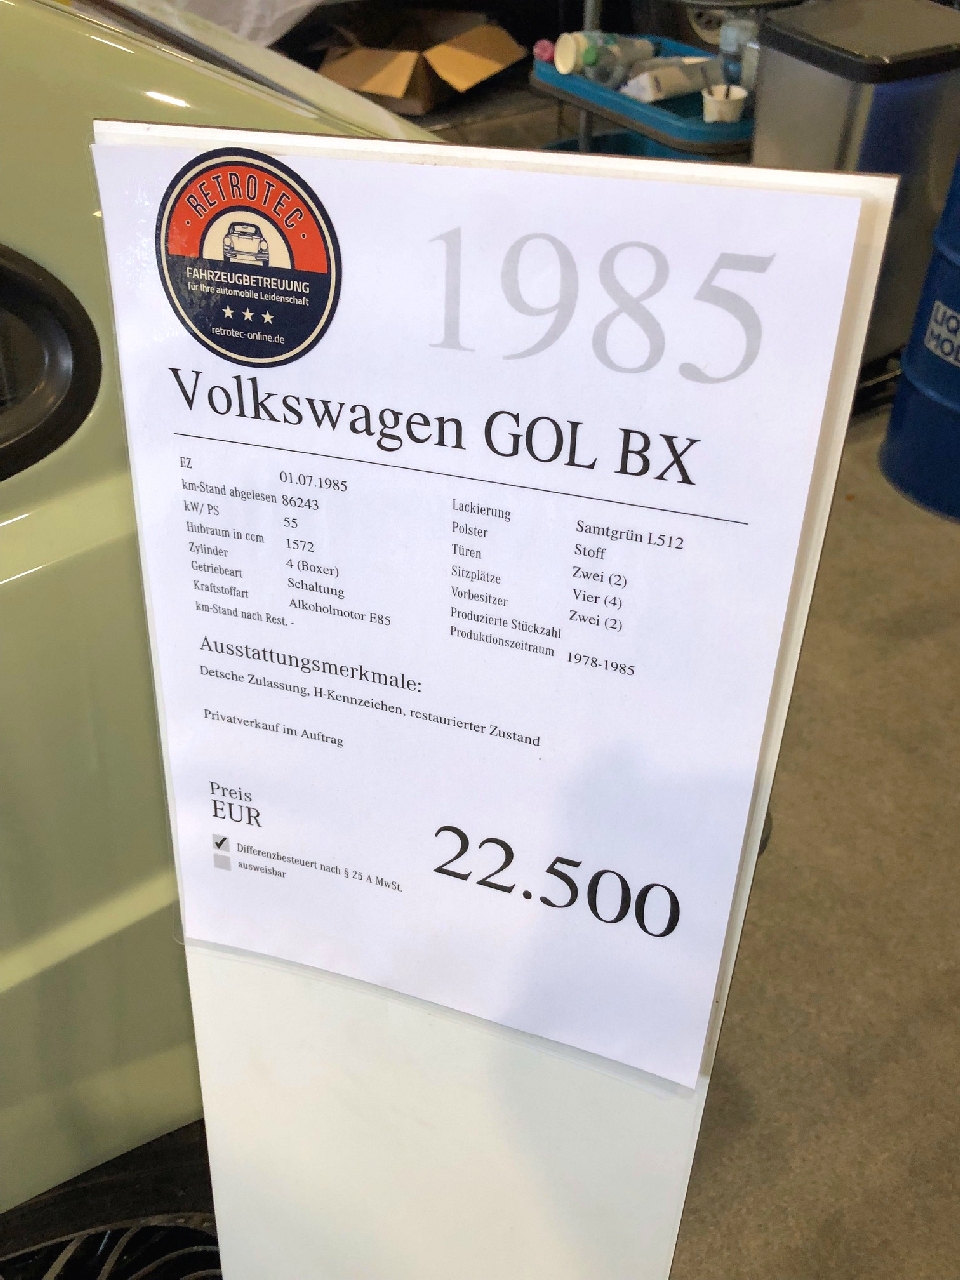 RETROTEC
FAHRZEUGBETREUUNG
für Ihre automobile Leidenschaft
retrotec-online.de
1985
Volkswagen GOL BX
EZ 01.07.1985
km-Stand abgelesen 86243
kW/ PS 55
Hubraum in ccm 1572
Zylinder 4 (Boxer)
Getriebeart Schaltung
Kraftstoffart Alkoholmotor E85
km-Stand nach Rest. -
Lackierung Samtgrün L512
Polster Stoff
Türen Zwei (2)
Sitzplätze Vier (4)
Vorbesitzer Zwei (2)
Produzierte Stückzahl
Produktionszeitraum 1978-1985
Ausstattungsmerkmale:
Detsche Zulassung, H-Kennzeichen, restaurierter Zustand
Privatverkauf im Auftrag
Preis
EUR
22.500
Differenzbesteuert nach § 25 A MwSt.
ausweisbar
LIQ
MOL